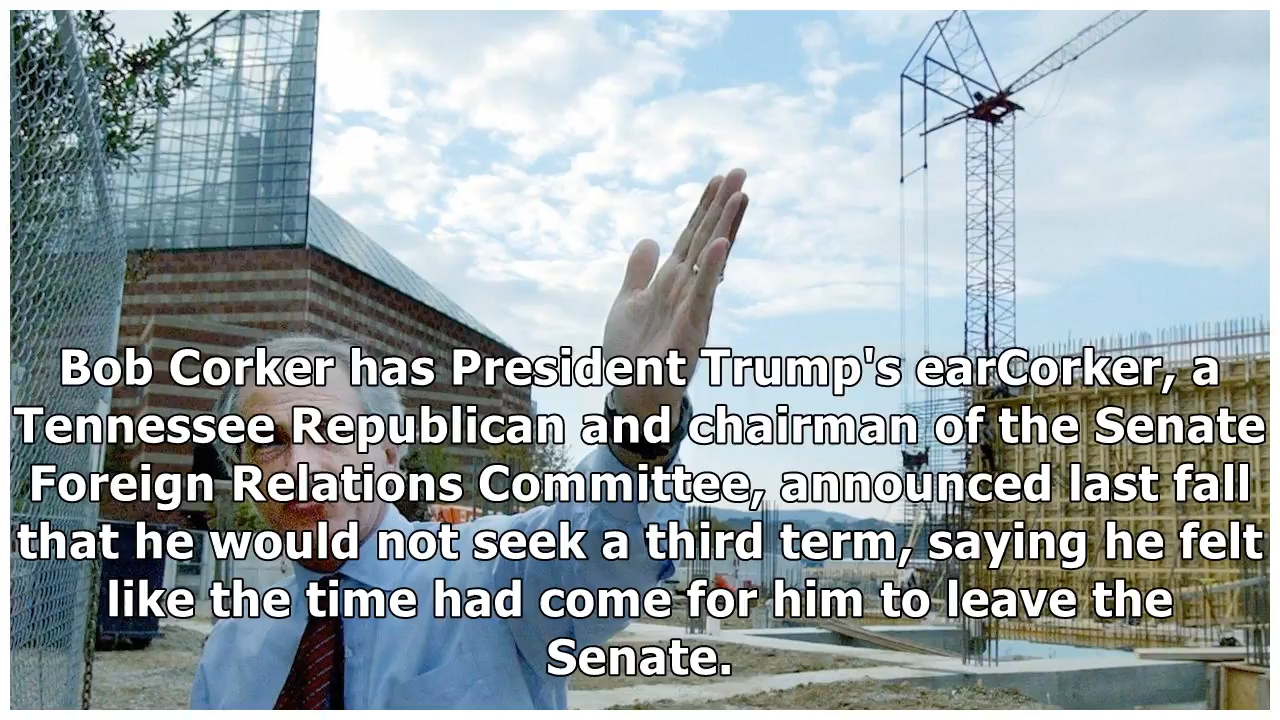 Bob Corker has President Trump's earCorker, a
Tennessee Republican and chairman of the Senate
Foreign Relations Committee, announced last fall
that he would not seek a third term, saying he felt
like the time had come for him to leave the
Senate.